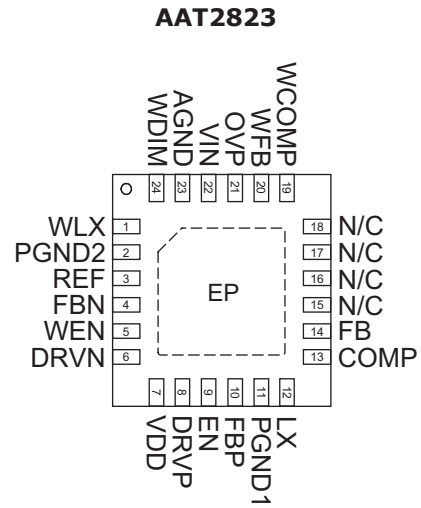 AAT2823
WDIM
AGND
VIN
OVP
WFB
WCOMP
24
23
22
21
20
19
WLX 1
PGND2 2
REF 3
FBN 4
WEN 5
DRVN 6
EP
18 N/C
17 N/C
16 N/C
15 N/C
14 FB
13 COMP
7
8
9
10
11
12
VDD
DRVP
EN
FBP
PGND1
LX